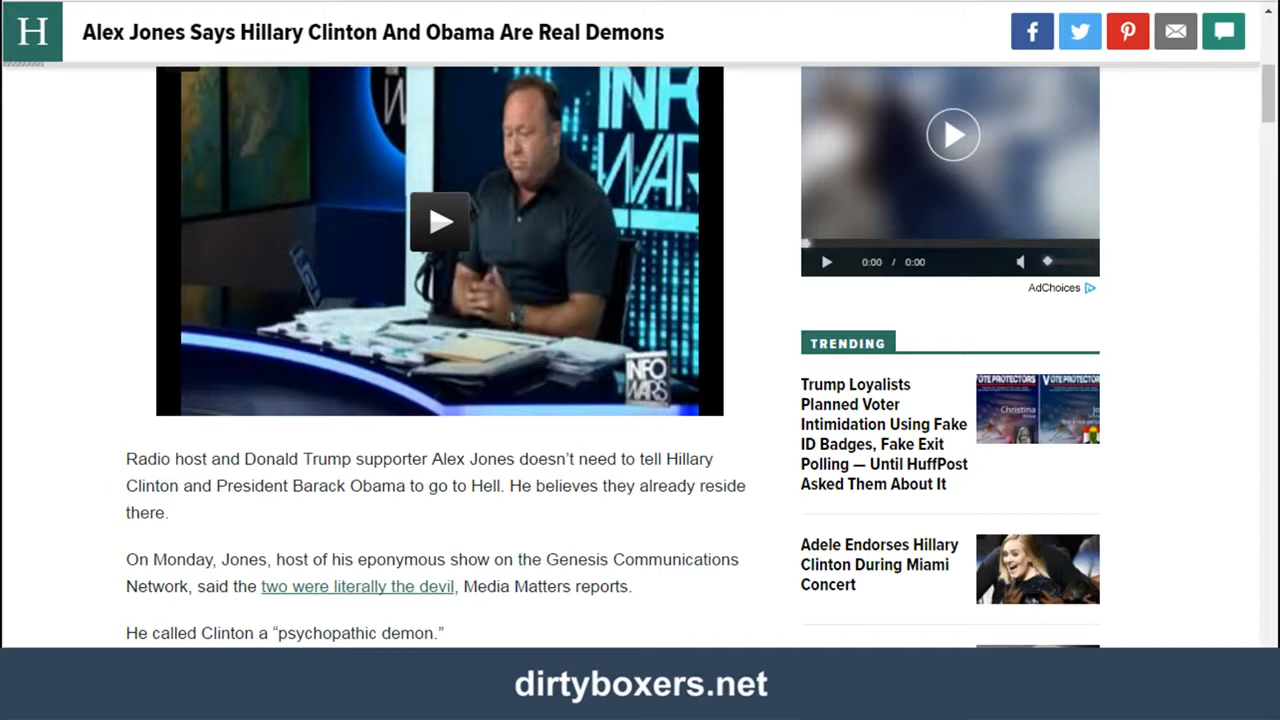 H
Alex Jones Says Hillary Clinton And Obama Are Real Demons
INFO
WAR
INFO
WARS
0:00 / 0:00
AdChoices
TRENDING
Trump Loyalists
Planned Voter
Intimidation Using Fake
ID Badges, Fake Exit
Polling — Until HuffPost
Asked Them About It
VOTE PROTECTORS
Christina
Adele Endorses Hillary
Clinton During Miami
Concert
Radio host and Donald Trump supporter Alex Jones doesn’t need to tell Hillary
Clinton and President Barack Obama to go to Hell. He believes they already reside
there.
On Monday, Jones, host of his eponymous show on the Genesis Communications
Network, said the two were literally the devil, Media Matters reports.
He called Clinton a “psychopathic demon.”
dirtyboxers.net